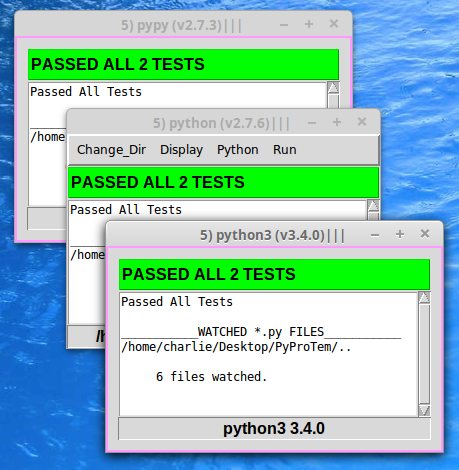 5) pypy (v2.7.3)|||
PASSED ALL 2 TESTS
Passed All Tests
/home
5) python (v2.7.6)|||
Change_Dir Display Python Run
PASSED ALL 2 TESTS
Passed All Tests
/home
5) python3 (v3.4.0)|||
PASSED ALL 2 TESTS
Passed All Tests
___________WATCHED *.py FILES___________
/home/charlie/Desktop/PyProTem/..
6 files watched.
python3 3.4.0